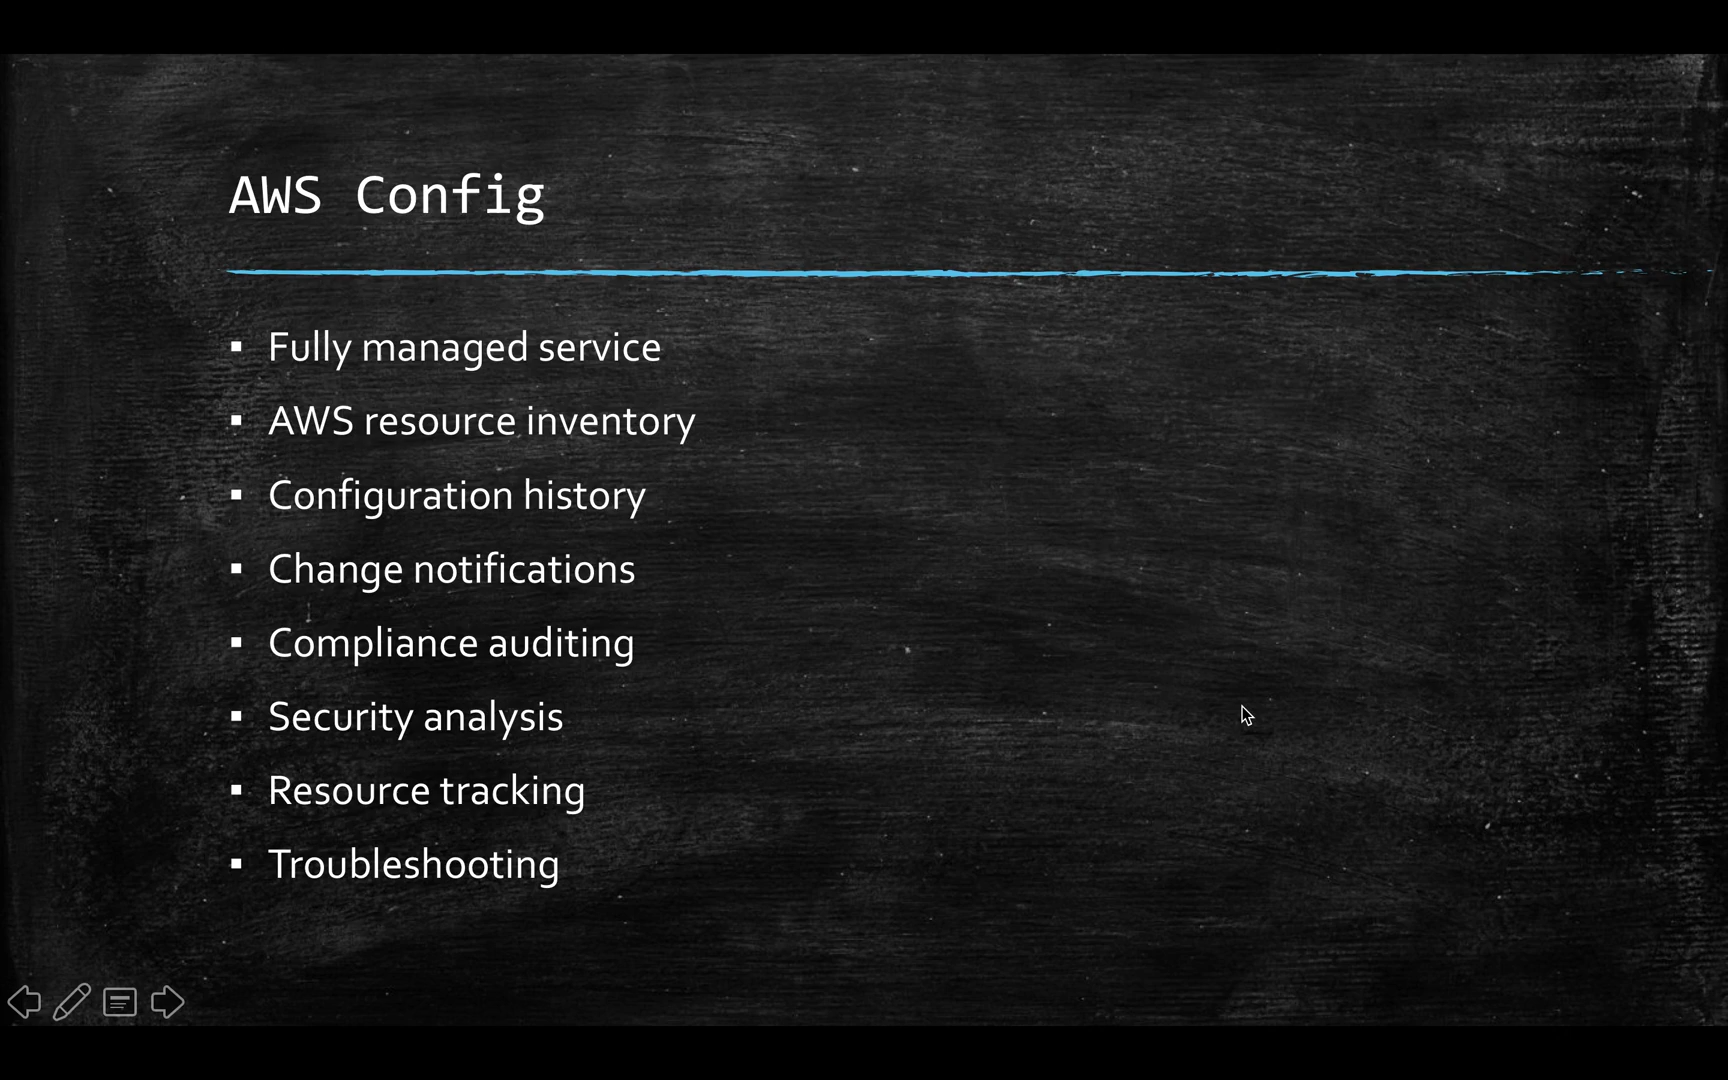 AWS Config
▪ Fully managed service
▪ AWS resource inventory
▪ Configuration history
▪ Change notifications
▪ Compliance auditing
▪ Security analysis
▪ Resource tracking
▪ Troubleshooting